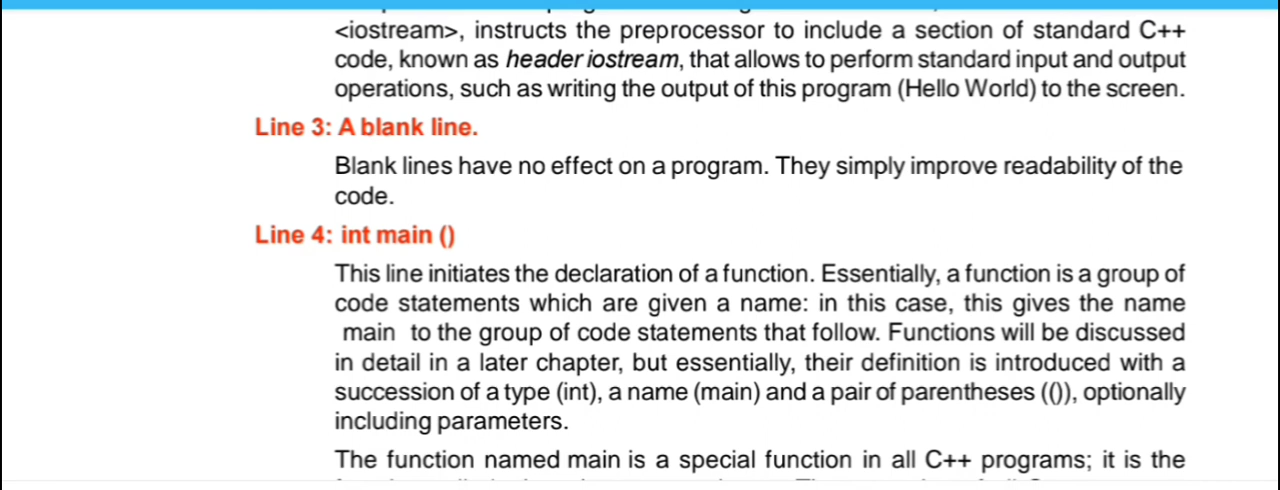 <iostream>, instructs the preprocessor to include a section of standard C++
code, known as header iostream, that allows to perform standard input and output
operations, such as writing the output of this program (Hello World) to the screen.
Line 3: A blank line.
Blank lines have no effect on a program. They simply improve readability of the
code.
Line 4: int main ()
This line initiates the declaration of a function. Essentially, a function is a group of
code statements which are given a name: in this case, this gives the name
main to the group of code statements that follow. Functions will be discussed
in detail in a later chapter, but essentially, their definition is introduced with a
succession of a type (int), a name (main) and a pair of parentheses (()), optionally
including parameters.
The function named main is a special function in all C++ programs; it is the